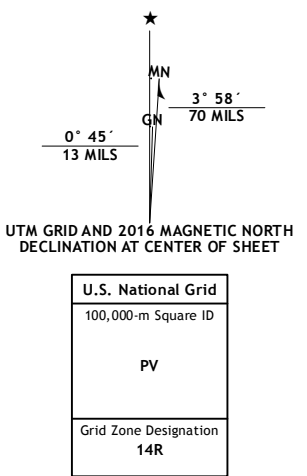 MN
3° 58´
70 MILS
GN
0° 45´
13 MILS
UTM GRID AND 2016 MAGNETIC NORTH
DECLINATION AT CENTER OF SHEET
U.S. National Grid
100,000-m Square ID
PV
Grid Zone Designation
14R